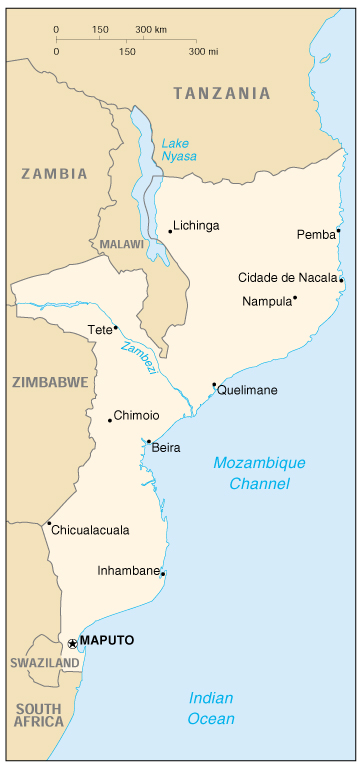 0 150 300 km
0 150 300 mi
TANZANIA
Lake
Nyasa
ZAMBIA
Lichinga
Pemba
MALAWI
Cidade de Nacala
Nampula
Tete
Zambezi
ZIMBABWE
Quelimane
Chimoio
Beira
Mozambique
Channel
Chicualacuala
Inhambane
MAPUTO
SWAZILAND
Indian
Ocean
SOUTH
AFRICA